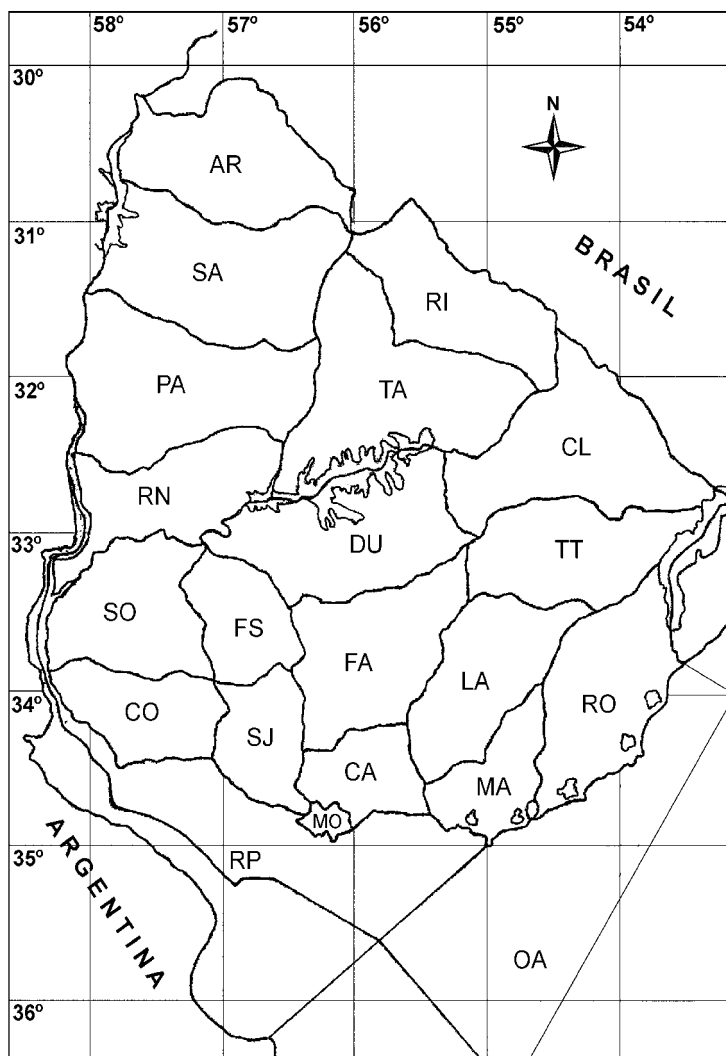 58° 57° 56° 55° 54°
30°
N
AR
31°
BRASIL
SA
RI
32°
PA
TA
CL
RN
33°
DU
TT
SO
FS
FA
LA
34°
RO
CO
SJ
CA
MA
MO
35°
RP
ARGENTINA
OA
36°